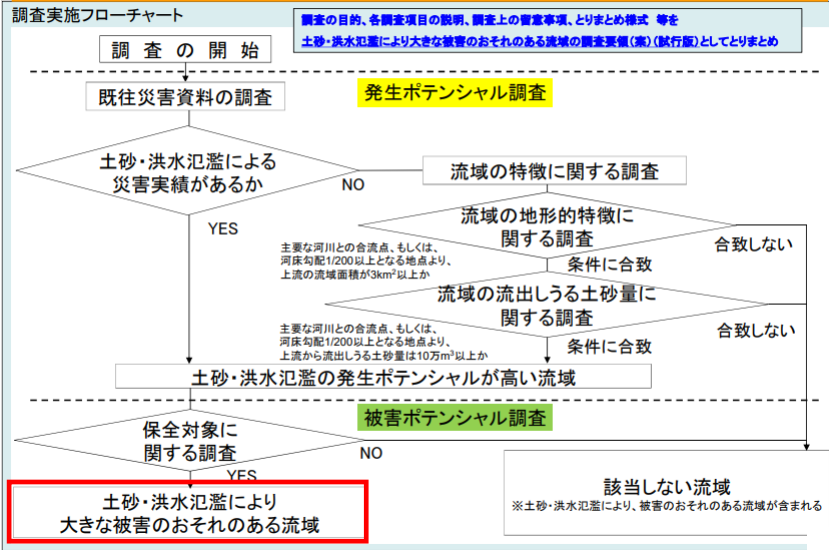 調査実施フローチャート
調査の目的、各調査項目の説明、調査上の留意事項、とりまとめ様式 等を
土砂・洪水氾濫により大きな被害のおそれのある流域の調査要領(案)(試行版)としてとりまとめ
調 査 の 開 始
発生ポテンシャル調査
既往災害資料の調査
土砂・洪水氾濫による
災害実績があるか
NO
YES
流域の特徴に関する調査
流域の地形的特徴に
関する調査
合致しない
主要な河川との合流点、もしくは、
河床勾配1/200以上となる地点より、
上流の流域面積が3km²以上か
条件に合致
流域の流出しうる土砂量に
関する調査
合致しない
主要な河川との合流点、もしくは、
河床勾配1/200以上となる地点より、
上流から流出しうる土砂量は10万m³以上か
条件に合致
土砂・洪水氾濫の発生ポテンシャルが高い流域
被害ポテンシャル調査
保全対象に
関する調査
NO
YES
土砂・洪水氾濫により
大きな被害のおそれのある流域
該当しない流域
※土砂・洪水氾濫により、被害のおそれのある流域が含まれる